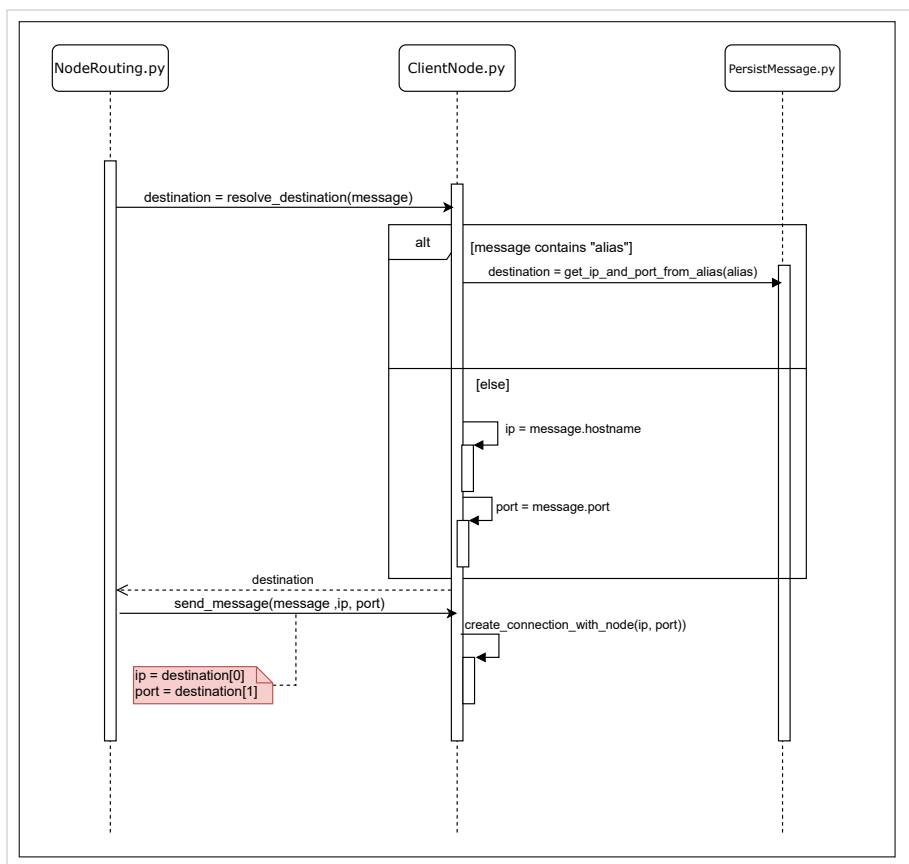 NodeRouting.py
ClientNode.py
PersistMessage.py
destination = resolve_destination(message)
alt
[message contains "alias"]
destination = get_ip_and_port_from_alias(alias)
[else]
ip = message.hostname
port = message.port
destination
send_message(message ,ip, port)
create_connection_with_node(ip, port))
ip = destination[0]
port = destination[1]